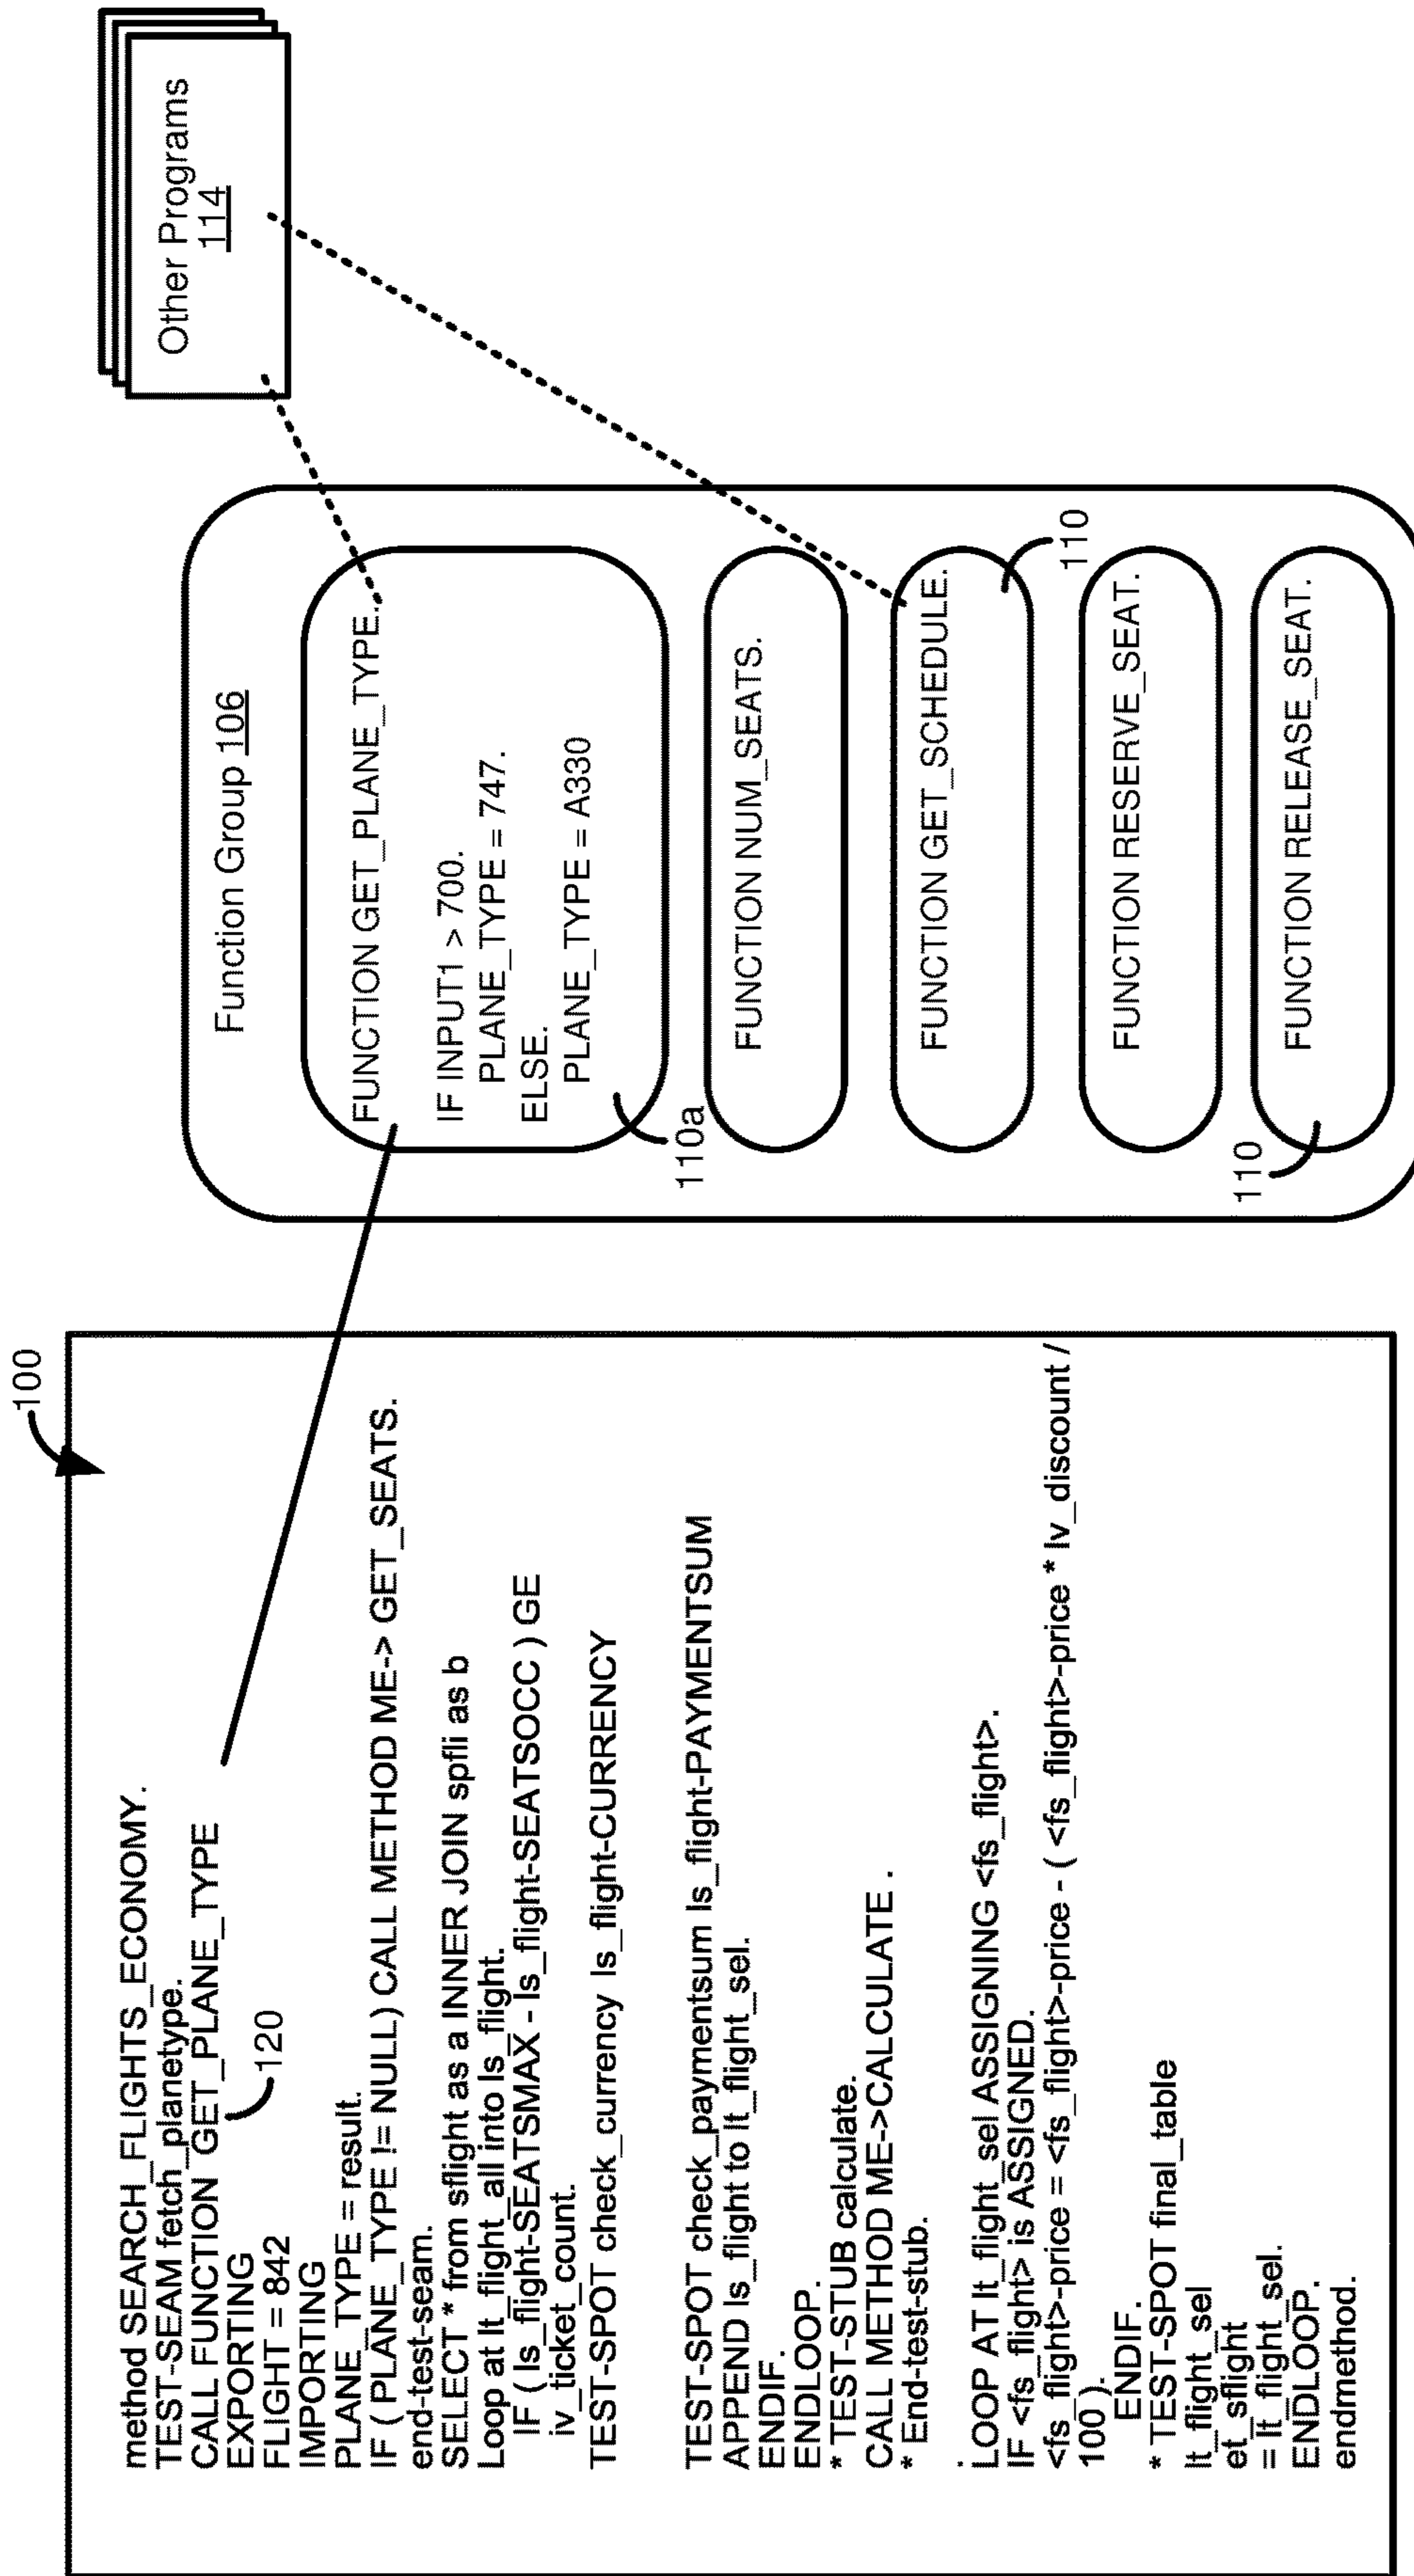 100
method SEARCH_FLIGHTS_ECONOMY.
TEST-SEAM fetch_planetype.
CALL FUNCTION GET_PLANE_TYPE
EXPORTING
120
FLIGHT = 842
IMPORTING
PLANE_TYPE = result.
IF ( PLANE_TYPE != NULL) CALL METHOD ME-> GET_SEATS.
end-test-seam.
SELECT * from sflight as a INNER JOIN spfli as b
Loop at lt_flight_all into ls_flight.
IF ( ls_flight-SEATSMAX - ls_flight-SEATSOCC ) GE
iv_ticket_count.
TEST-SPOT check_currency ls_flight-CURRENCY
TEST-SPOT check_paymentsum ls_flight-PAYMENTSUM
APPEND ls_flight to lt_flight_sel.
ENDIF.
ENDLOOP.
* TEST-STUB calculate.
CALL METHOD ME->CALCULATE .
* End-test-stub.
.
LOOP AT lt_flight_sel ASSIGNING <fs_flight>.
IF <fs_flight> is ASSIGNED.
<fs_flight>-price = <fs_flight>-price - ( <fs_flight>-price * lv_discount /
100 ).
ENDIF.
* TEST-SPOT final_table
lt_flight_sel
et_sflight
= lt_flight_sel.
ENDLOOP.
endmethod.
Function Group 106
FUNCTION GET_PLANE_TYPE.
IF INPUT1 > 700.
PLANE_TYPE = 747.
ELSE.
PLANE_TYPE = A330
110a
FUNCTION NUM_SEATS.
FUNCTION GET_SCHEDULE.
110
FUNCTION RESERVE_SEAT.
110
FUNCTION RELEASE_SEAT.
Other Programs
114